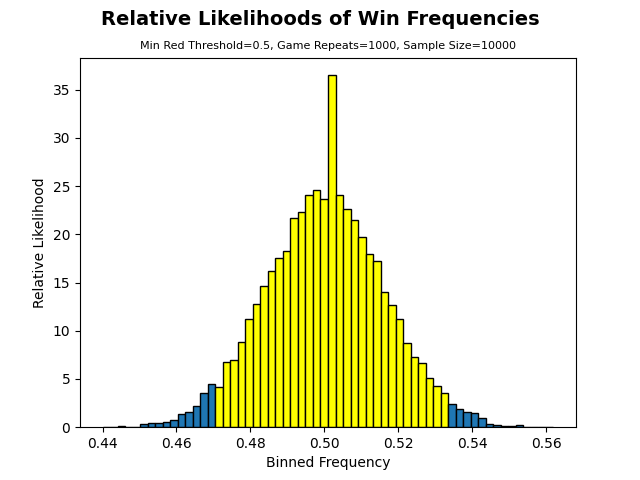 Relative Likelihoods of Win Frequencies
Min Red Threshold=0.5, Game Repeats=1000, Sample Size=10000
Relative Likelihood
35
30
25
20
15
10
5
0
0.44 0.46 0.48 0.50 0.52 0.54 0.56
Binned Frequency